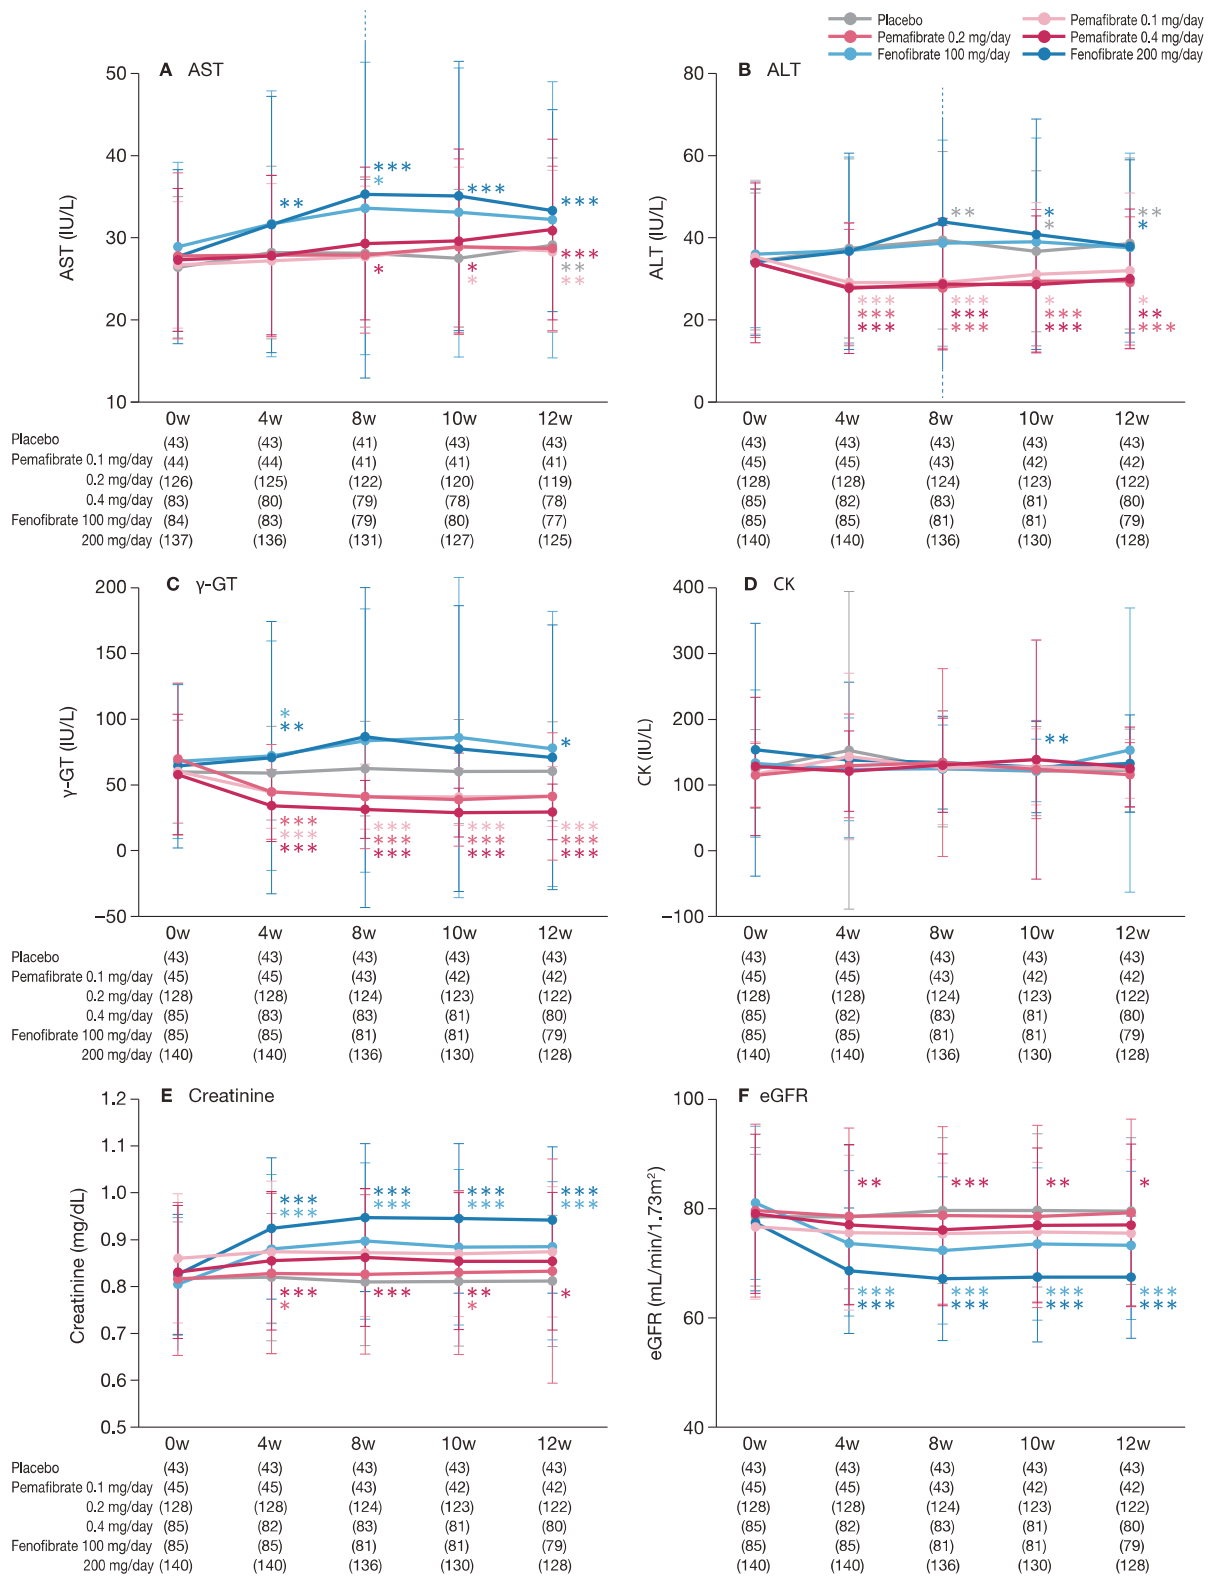 Placebo Pemafibrate 0.1 mg/day
Pemafibrate 0.2 mg/day Pemafibrate 0.4 mg/day
Fenofibrate 100 mg/day Fenofibrate 200 mg/day
A AST
AST (IU/L)
50
40
30
20
10
** *** * *** *** * * * *** ** **
0w 4w 8w 10w 12w
Placebo (43) (43) (41) (43) (43)
Pemafibrate 0.1 mg/day (44) (44) (41) (41) (41)
0.2 mg/day (126) (125) (122) (120) (119)
0.4 mg/day (83) (80) (79) (78) (78)
Fenofibrate 100 mg/day (84) (83) (79) (80) (77)
200 mg/day (137) (136) (131) (127) (125)
B ALT
ALT (IU/L)
80
60
40
20
0
** * * ** *
*** *** * *
*** *** *** **
*** *** *** ***
0w 4w 8w 10w 12w
(43) (43) (43) (43) (43)
(45) (45) (43) (42) (42)
(128) (128) (124) (123) (122)
(85) (82) (83) (81) (80)
(85) (85) (81) (81) (79)
(140) (140) (136) (130) (128)
C γ-GT
γ-GT (IU/L)
200
150
100
50
0
−50
* ** *
*** *** *** ***
*** *** *** ***
*** *** *** ***
0w 4w 8w 10w 12w
Placebo (43) (43) (43) (43) (43)
Pemafibrate 0.1 mg/day (45) (45) (43) (42) (42)
0.2 mg/day (128) (128) (124) (123) (122)
0.4 mg/day (85) (83) (83) (81) (80)
Fenofibrate 100 mg/day (85) (85) (81) (81) (79)
200 mg/day (140) (140) (136) (130) (128)
D CK
CK (IU/L)
400
300
200
100
0
−100
**
0w 4w 8w 10w 12w
(43) (43) (43) (43) (43)
(45) (45) (43) (42) (42)
(128) (128) (124) (123) (122)
(85) (82) (83) (81) (80)
(85) (85) (81) (81) (79)
(140) (140) (136) (130) (128)
E Creatinine
Creatinine (mg/dL)
1.2
1.1
1.0
0.9
0.8
0.7
0.6
0.5
*** *** *** ***
*** *** *** ***
*** *** ** *
* *
0w 4w 8w 10w 12w
Placebo (43) (43) (43) (43) (43)
Pemafibrate 0.1 mg/day (45) (45) (43) (42) (42)
0.2 mg/day (128) (128) (124) (123) (122)
0.4 mg/day (85) (82) (83) (81) (80)
Fenofibrate 100 mg/day (85) (85) (81) (81) (79)
200 mg/day (140) (140) (136) (130) (128)
F eGFR
eGFR (mL/min/1.73m²)
100
80
60
40
** *** ** *
*** *** *** ***
*** *** *** ***
0w 4w 8w 10w 12w
(43) (43) (43) (43) (43)
(45) (45) (43) (42) (42)
(128) (128) (124) (123) (122)
(85) (82) (83) (81) (80)
(85) (85) (81) (81) (79)
(140) (140) (136) (130) (128)